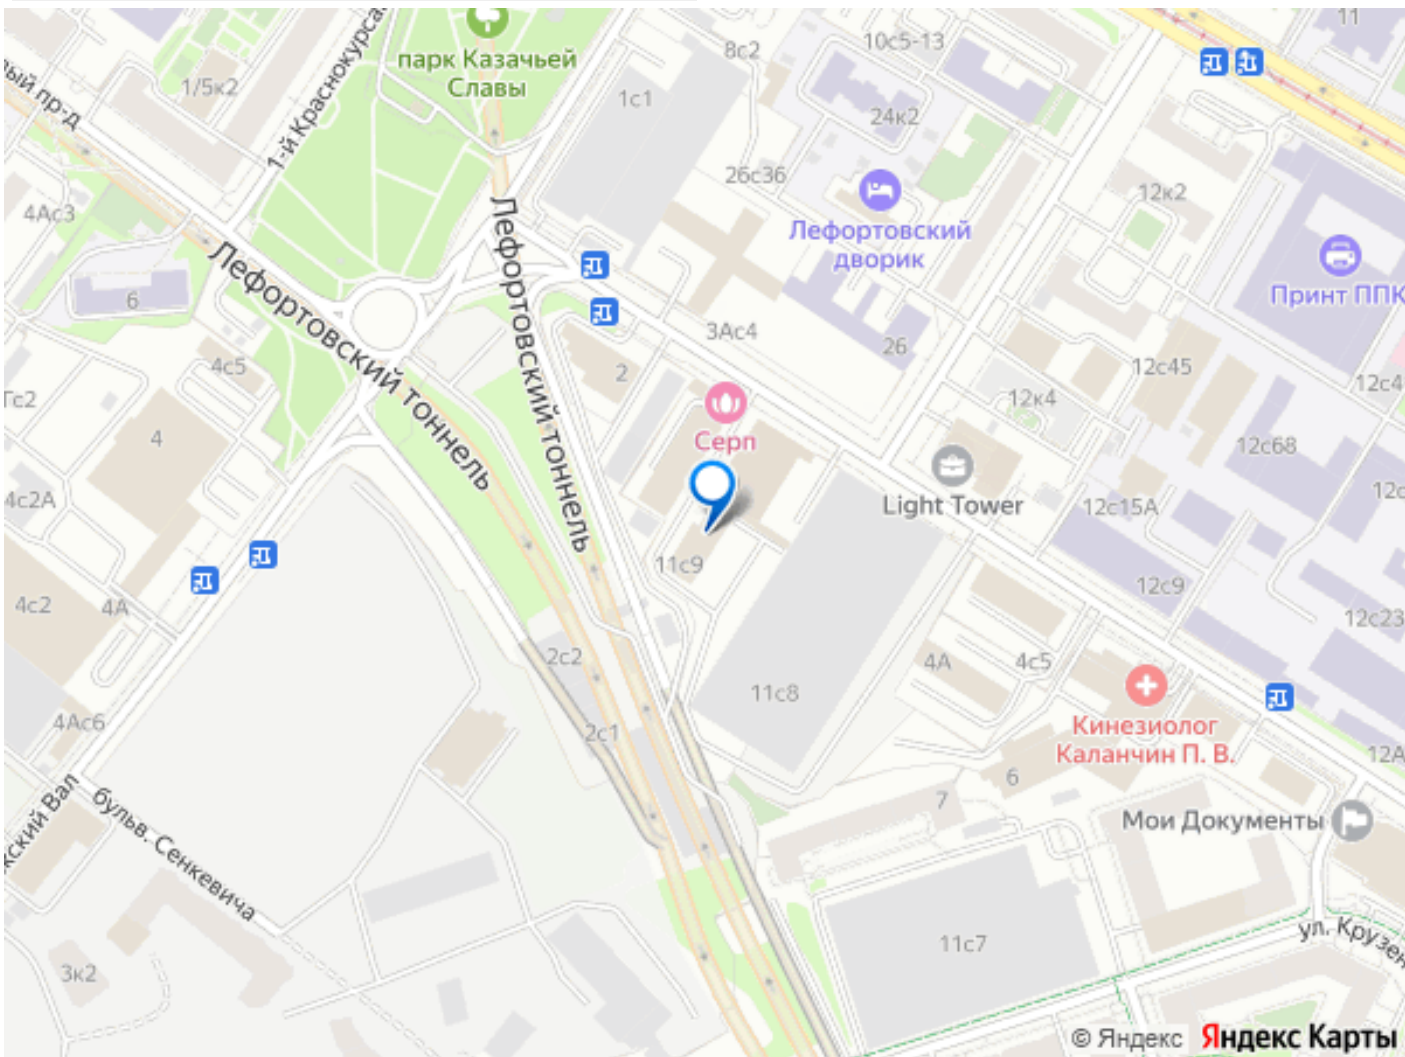 11
10с5-13
8с2
парк Казачьей
Славы
1/5к2
1с1
24к2
вый пр-д
1-й Краснокурса
26с36
12к2
4Ас3
Лефортовский
дворик
Лефортовский тоннель
Лефортовский тоннель
Принт ППК
6
3Ас4
26
4с5
2
12с45
12с4
Гс2
12к4
Серп
4
12с68
4с2А
Light Tower
12с15А
12с
11с9
12с9
4с2
4А
12с23
2с2
4А
4с5
11с8
4Ас6
2с1
Кинезиолог
Каланчин П. В.
12А
6
7
ский Вал
бульв. Сенкевича
Мои Документы
11с7
ул. Крузен
3к2
© Яндекс Яндекс Карты